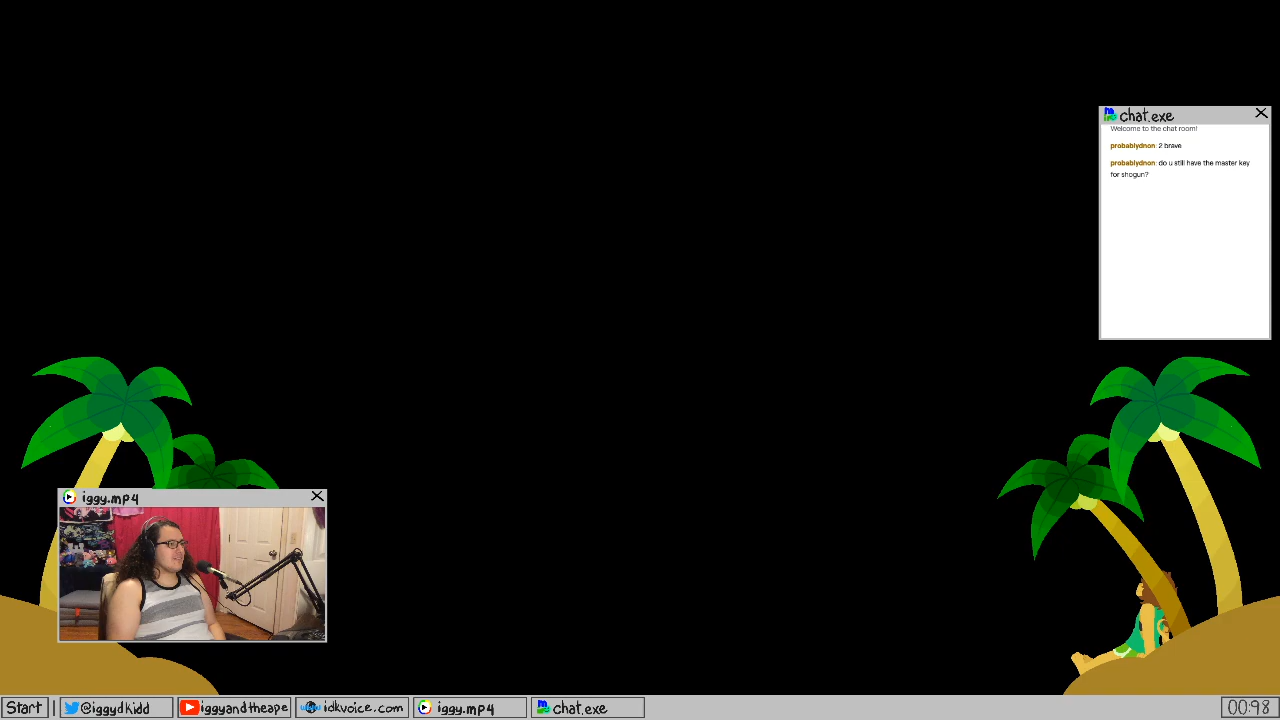 chat.exe
Welcome to the chat room!
probablydnon: 2 brave
probablydnon: do u still have the master key
for shogun?
iggy.mp4
Start | @iggydkidd iggyandtheape idkvoice.com iggy.mp4 chat.exe 00:98